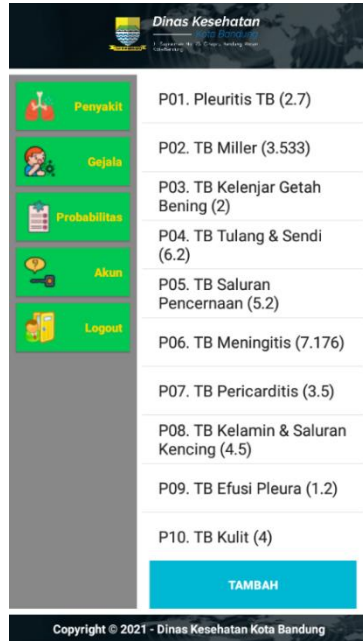 Dinas Kesehatan
Kota Bandung
Penyakit
Gejala
Probabilitas
Akun
Logout
P01. Pleuritis TB (2.7)
P02. TB Miller (3.533)
P03. TB Kelenjar Getah
Bening (2)
P04. TB Tulang & Sendi
(6.2)
P05. TB Saluran
Pencernaan (5.2)
P06. TB Meningitis (7.176)
P07. TB Pericarditis (3.5)
P08. TB Kelamin & Saluran
Kencing (4.5)
P09. TB Efusi Pleura (1.2)
P10. TB Kulit (4)
TAMBAH
Copyright © 2021 - Dinas Kesehatan Kota Bandung